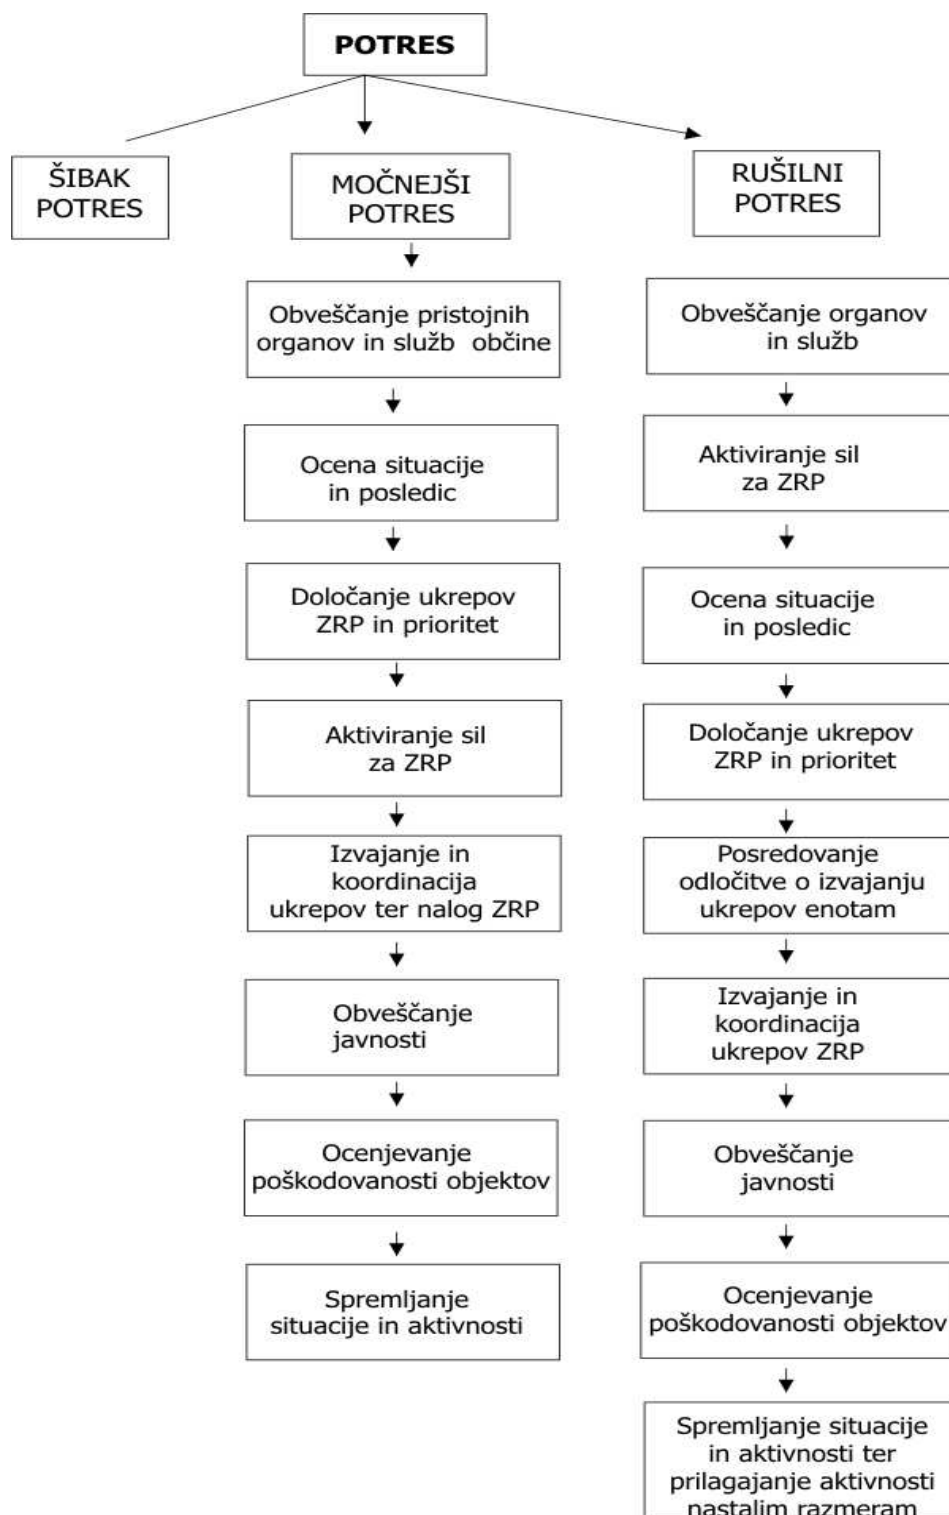 POTRES
ŠIBAK
POTRES
MOČNEJŠI
POTRES
RUŠILNI
POTRES
Obveščanje pristojnih
organov in služb občine
Ocena situacije
in posledic
Določanje ukrepov
ZRP in prioritet
Aktiviranje sil
za ZRP
Izvajanje in
koordinacija
ukrepov ter nalog ZRP
Obveščanje
javnosti
Ocenjevanje
poškodovanosti objektov
Spremljanje
situacije in aktivnosti
Obveščanje organov
in služb
Aktiviranje sil
za ZRP
Ocena situacije
in posledic
Določanje ukrepov
ZRP in prioritet
Posredovanje
odločitve o izvajanju
ukrepov enotam
Izvajanje in
koordinacija
ukrepov ZRP
Obveščanje
javnosti
Ocenjevanje
poškodovanosti objektov
Spremljanje situacije
in aktivnosti ter
prilagajanje aktivnosti
nastalim razmeram